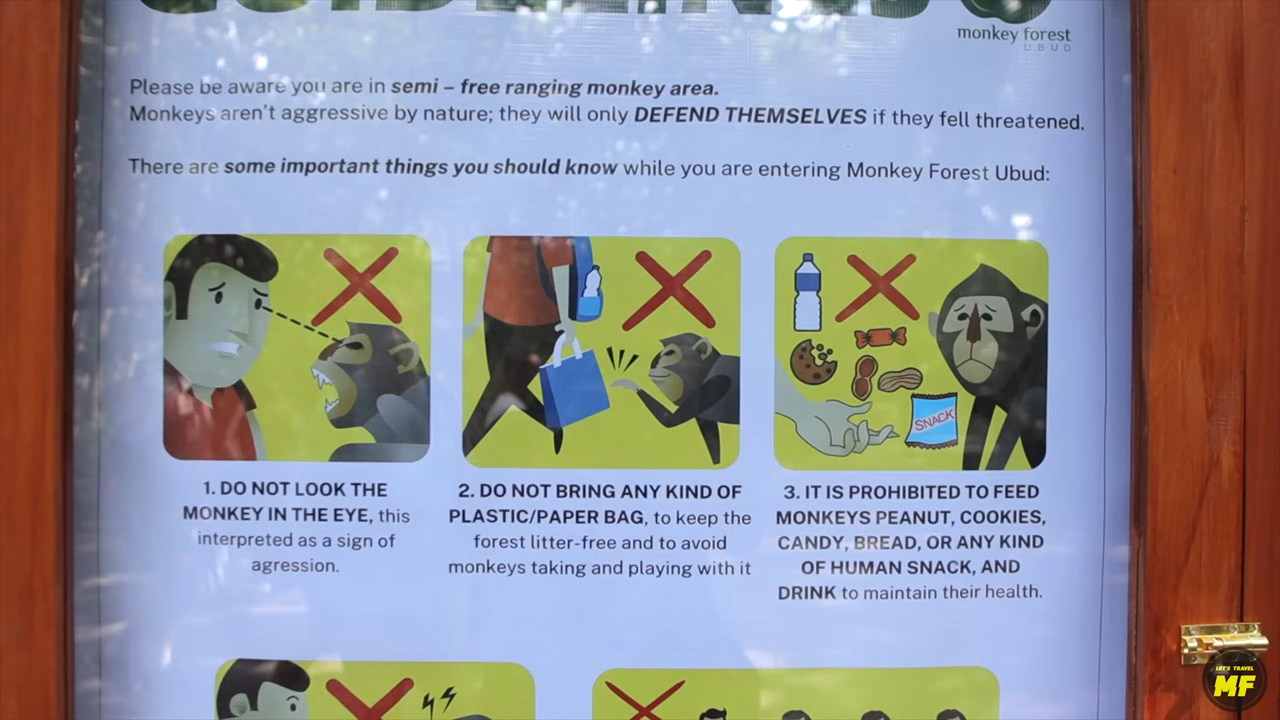 monkey forest
UBUD
Please be aware you are in semi – free ranging monkey area.
Monkeys aren't aggressive by nature; they will only DEFEND THEMSELVES if they fell threatened.
There are some important things you should know while you are entering Monkey Forest Ubud:
SNACK
1. DO NOT LOOK THE
MONKEY IN THE EYE, this
interpreted as a sign of
agression.
2. DO NOT BRING ANY KIND OF
PLASTIC/PAPER BAG, to keep the
forest litter-free and to avoid
monkeys taking and playing with it
3. IT IS PROHIBITED TO FEED
MONKEYS PEANUT, COOKIES,
CANDY, BREAD, OR ANY KIND
OF HUMAN SNACK, AND
DRINK to maintain their health.
LET'S TRAVEL
MF